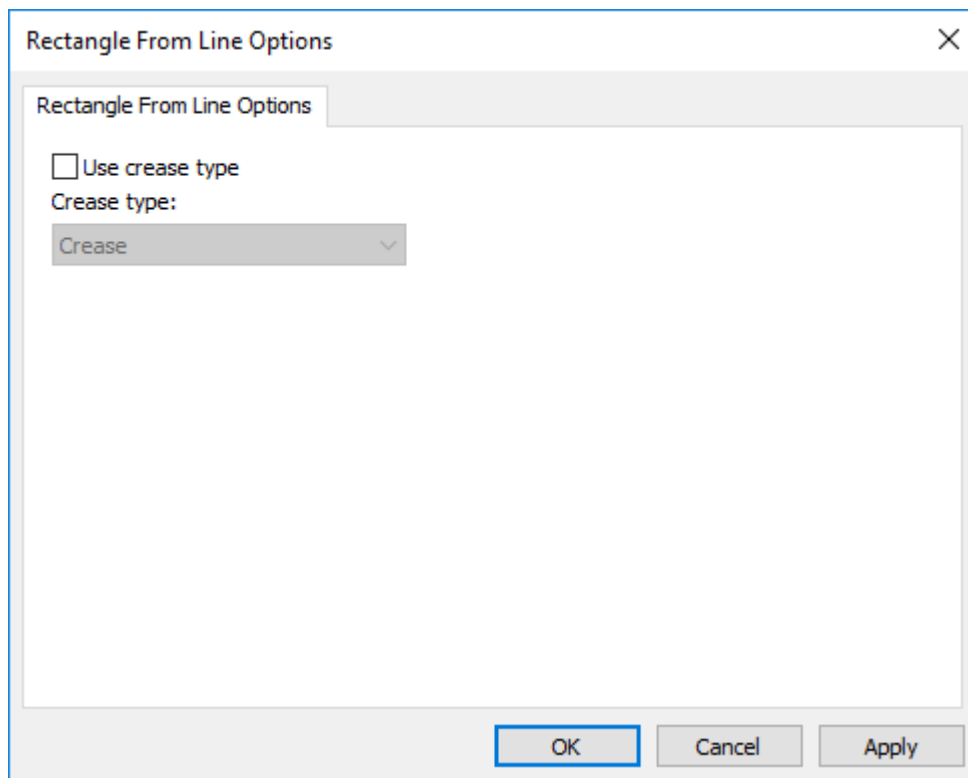 Rectangle From Line Options
Rectangle From Line Options
Use crease type
Crease type:
Crease
OK Cancel Apply